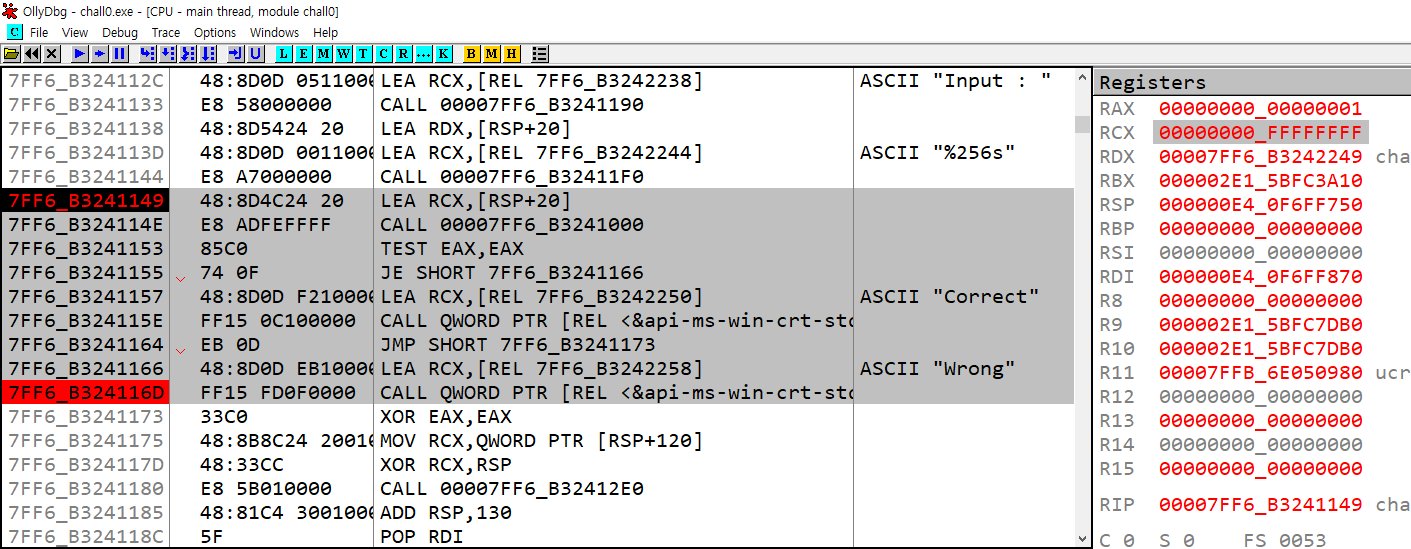 OllyDbg - chall0.exe - [CPU - main thread, module chall0]
C File View Debug Trace Options Windows Help
U L E M W T C R ... K B M H
7FF6_B324112C 48:8D0D 0511000 LEA RCX,[REL 7FF6_B3242238] ASCII "Input : "
7FF6_B3241133 E8 58000000 CALL 00007FF6_B3241190
7FF6_B3241138 48:8D5424 20 LEA RDX,[RSP+20]
7FF6_B324113D 48:8D0D 0011000 LEA RCX,[REL 7FF6_B3242244] ASCII "%256s"
7FF6_B3241144 E8 A7000000 CALL 00007FF6_B32411F0
7FF6_B3241149 48:8D4C24 20 LEA RCX,[RSP+20]
7FF6_B324114E E8 ADFEFFFF CALL 00007FF6_B3241000
7FF6_B3241153 85C0 TEST EAX,EAX
7FF6_B3241155 74 0F JE SHORT 7FF6_B3241166
7FF6_B3241157 48:8D0D F210000 LEA RCX,[REL 7FF6_B3242250] ASCII "Correct"
7FF6_B324115E FF15 0C100000 CALL QWORD PTR [REL <&api-ms-win-crt-std
7FF6_B3241164 EB 0D JMP SHORT 7FF6_B3241173
7FF6_B3241166 48:8D0D EB10000 LEA RCX,[REL 7FF6_B3242258] ASCII "Wrong"
7FF6_B324116D FF15 FD0F0000 CALL QWORD PTR [REL <&api-ms-win-crt-std
7FF6_B3241173 33C0 XOR EAX,EAX
7FF6_B3241175 48:8B8C24 20010 MOV RCX,QWORD PTR [RSP+120]
7FF6_B324117D 48:33CC XOR RCX,RSP
7FF6_B3241180 E8 5B010000 CALL 00007FF6_B32412E0
7FF6_B3241185 48:81C4 3001000 ADD RSP,130
7FF6_B324118C 5F POP RDI
Registers
RAX 00000000_00000001
RCX 00000000_FFFFFFFF
RDX 00007FF6_B3242249 cha
RBX 000002E1_5BFC3A10
RSP 000000E4_0F6FF750
RBP 00000000_00000000
RSI 00000000_00000000
RDI 000000E4_0F6FF870
R8 00000000_00000000
R9 000002E1_5BFC7DB0
R10 000002E1_5BFC7DB0
R11 00007FFB_6E050980 ucr
R12 00000000_00000000
R13 00000000_00000000
R14 00000000_00000000
R15 00000000_00000000
RIP 00007FF6_B3241149 cha
C 0 S 0 FS 0053